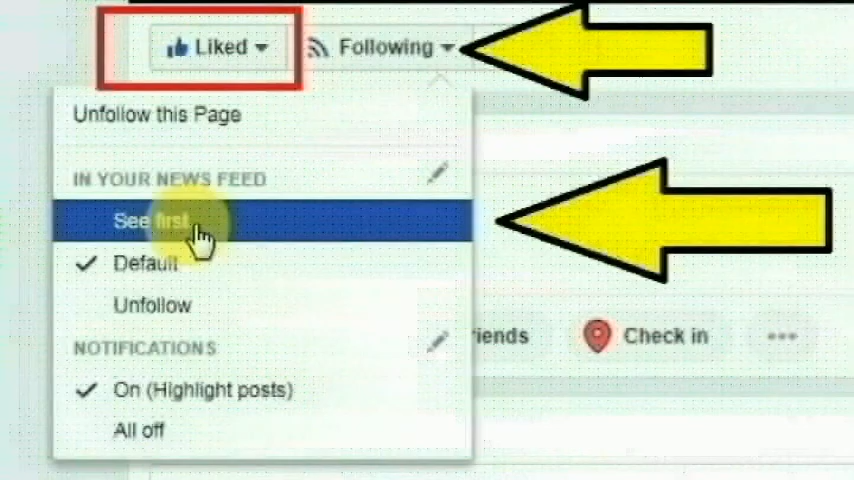 Liked Following
Unfollow this Page
IN YOUR NEWS FEED
See first
Default
Unfollow
NOTIFICATIONS
riends Check in
On (Highlight posts)
All off